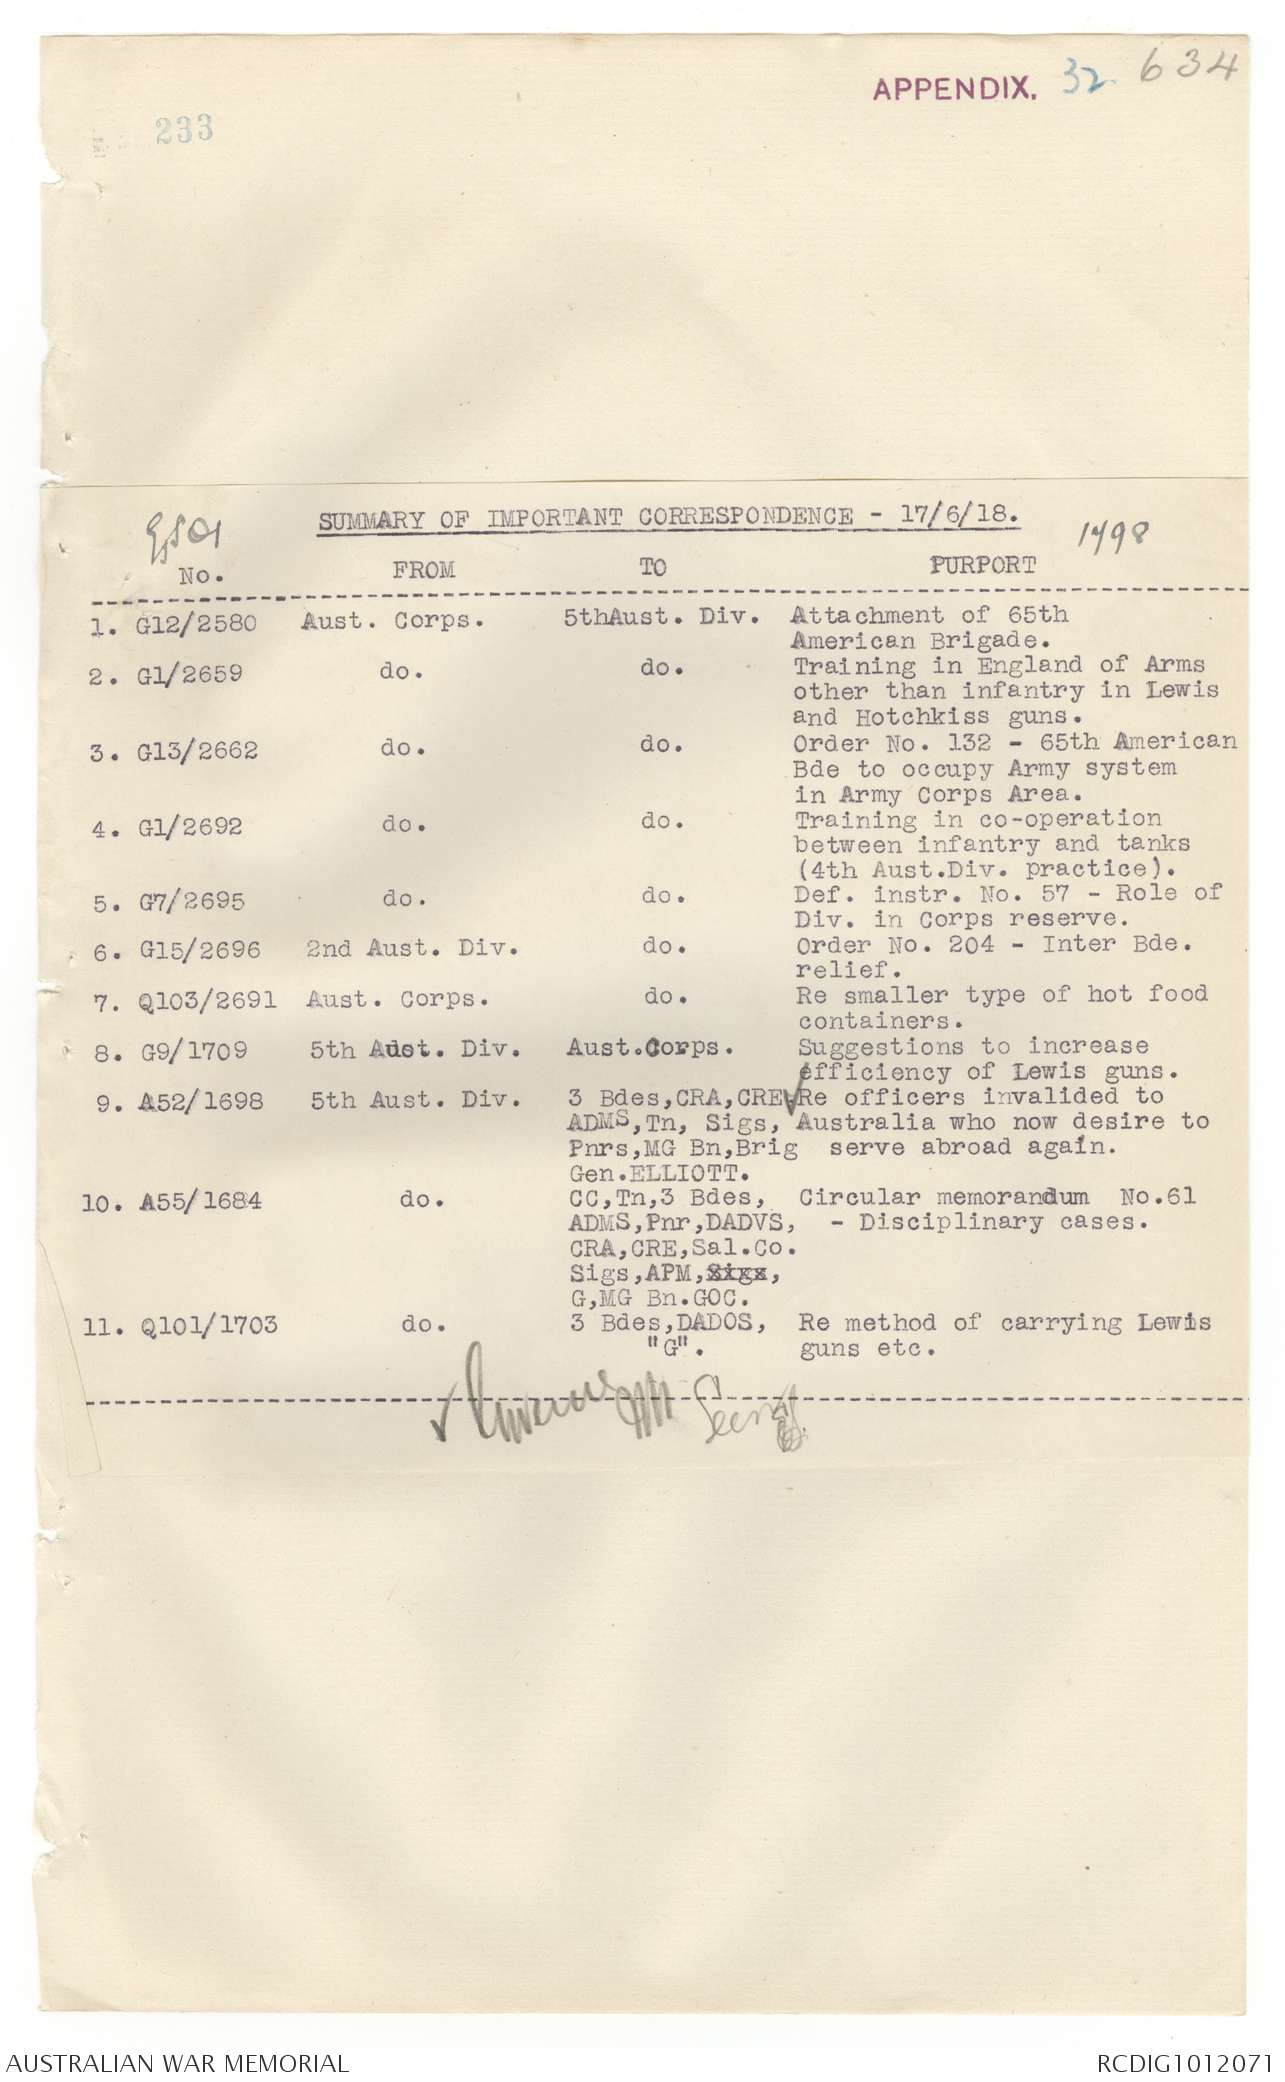 APPENDIX. 32. 634
233
GSO1
SUMMARY OF IMPORTANT CORRESPONDENCE - 17/6/18.
1498
No. FROM TO PURPORT
1. G12/2580 Aust. Corps. 5thAust. Div. Attachment of 65th
American Brigade.
2. G1/2659 do. do. Training in England of Arms
other than infantry in Lewis
and Hotchkiss guns.
3. G13/2662 do. do. Order No. 132 - 65th American
Bde to occupy Army system
in Army Corps Area.
4. G1/2692 do. do. Training in co-operation
between infantry and tanks
(4th Aust.Div. practice).
5. G7/2695 do. do. Def. instr. No. 57 - Role of
Div. in Corps reserve.
6. G15/2696 2nd Aust. Div. do. Order No. 204 - Inter Bde.
relief.
7. Q103/2691 Aust. Corps. do. Re smaller type of hot food
containers.
8. G9/1709 5th Aust. Div. Aust.Corps. Suggestions to increase
efficiency of Lewis guns.
9. A52/1698 5th Aust. Div. 3 Bdes,CRA,CRE, Re officers invalided to
ADMS,Tn, Sigs, Australia who now desire to
Pnrs,MG Bn,Brig serve abroad again.
Gen.ELLIOTT.
10. A55/1684 do. CC,Tn,3 Bdes, Circular memorandum No.61
ADMS,Pnr,DADVS, - Disciplinary cases.
CRA,CRE,Sal.Co.
Sigs,APM,Sigs,
G,MG Bn.GOC.
11. Q101/1703 do. 3 Bdes,DADOS, Re method of carrying Lewis
"G". guns etc.
AUSTRALIAN WAR MEMORIAL RCDIG1012071